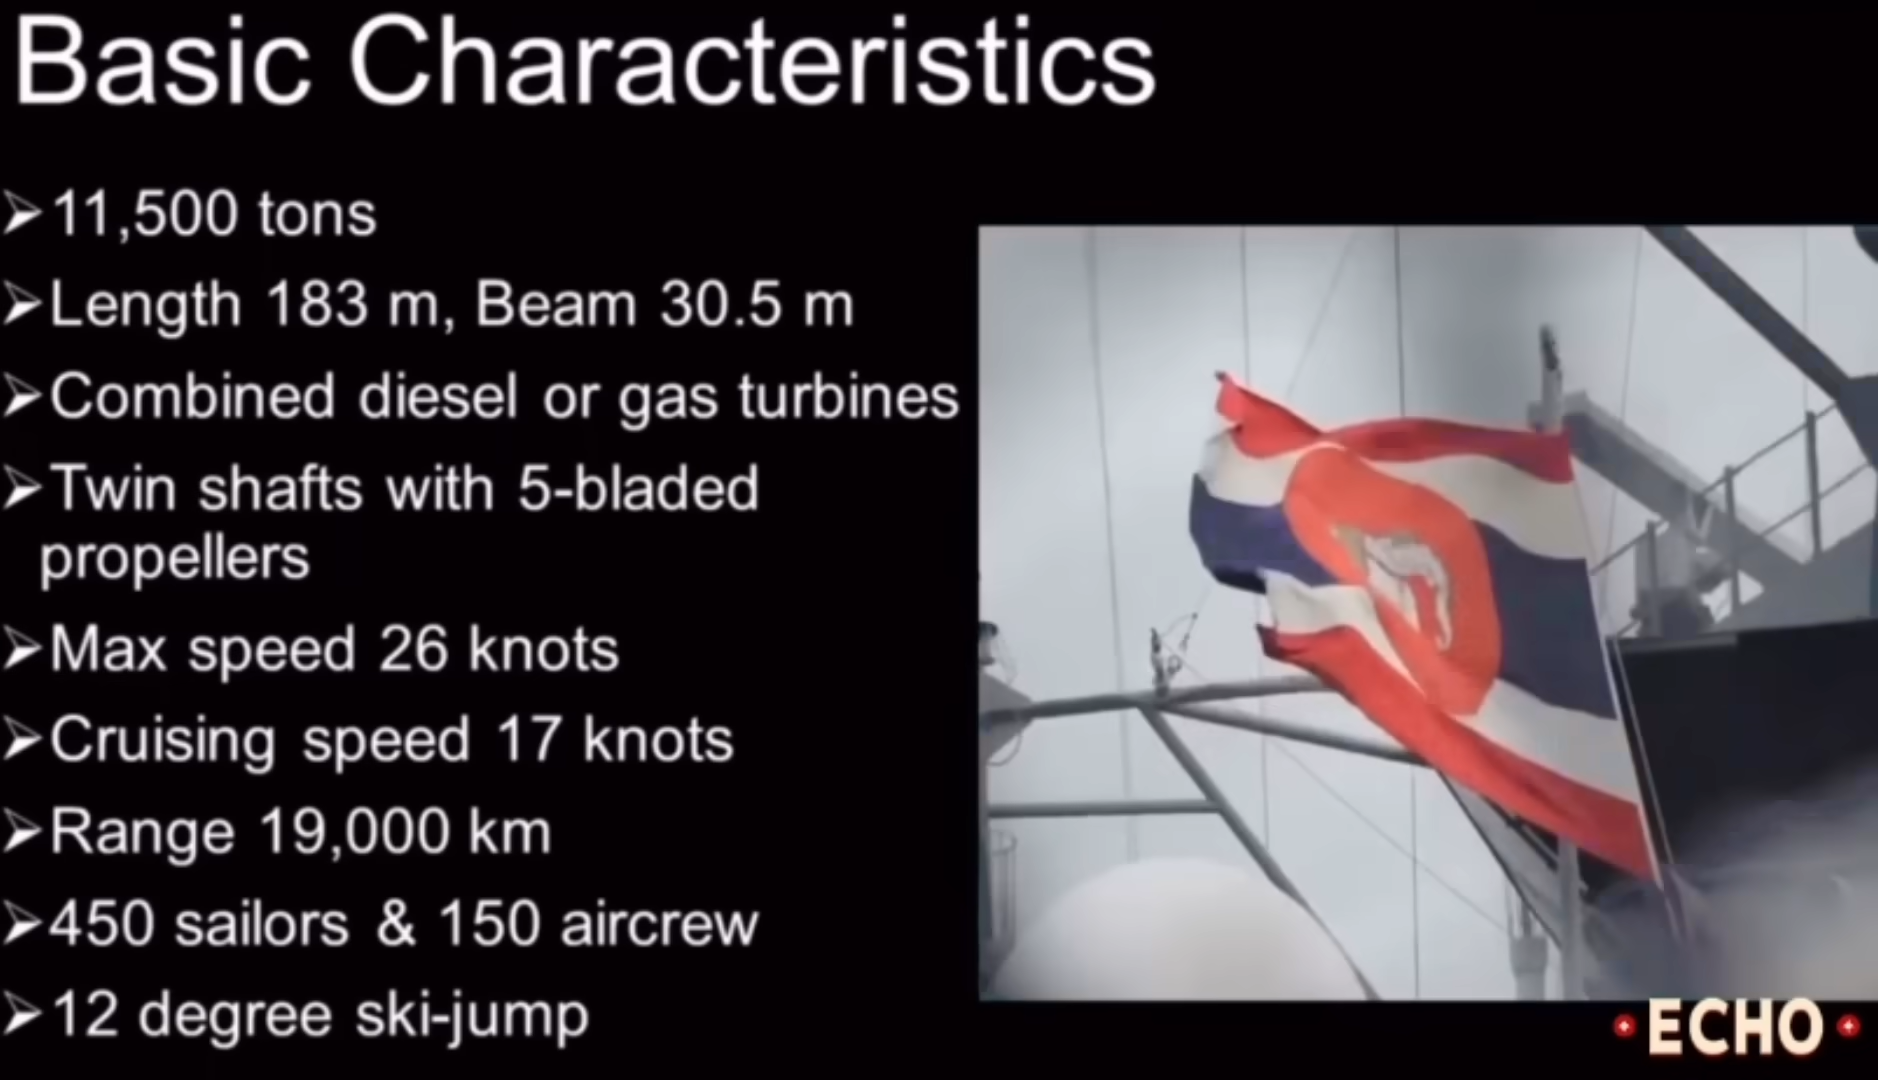 Basic Characteristics
11,500 tons
Length 183 m, Beam 30.5 m
Combined diesel or gas turbines
Twin shafts with 5-bladed
propellers
Max speed 26 knots
Cruising speed 17 knots
Range 19,000 km
450 sailors & 150 aircrew
12 degree ski-jump
ECHO